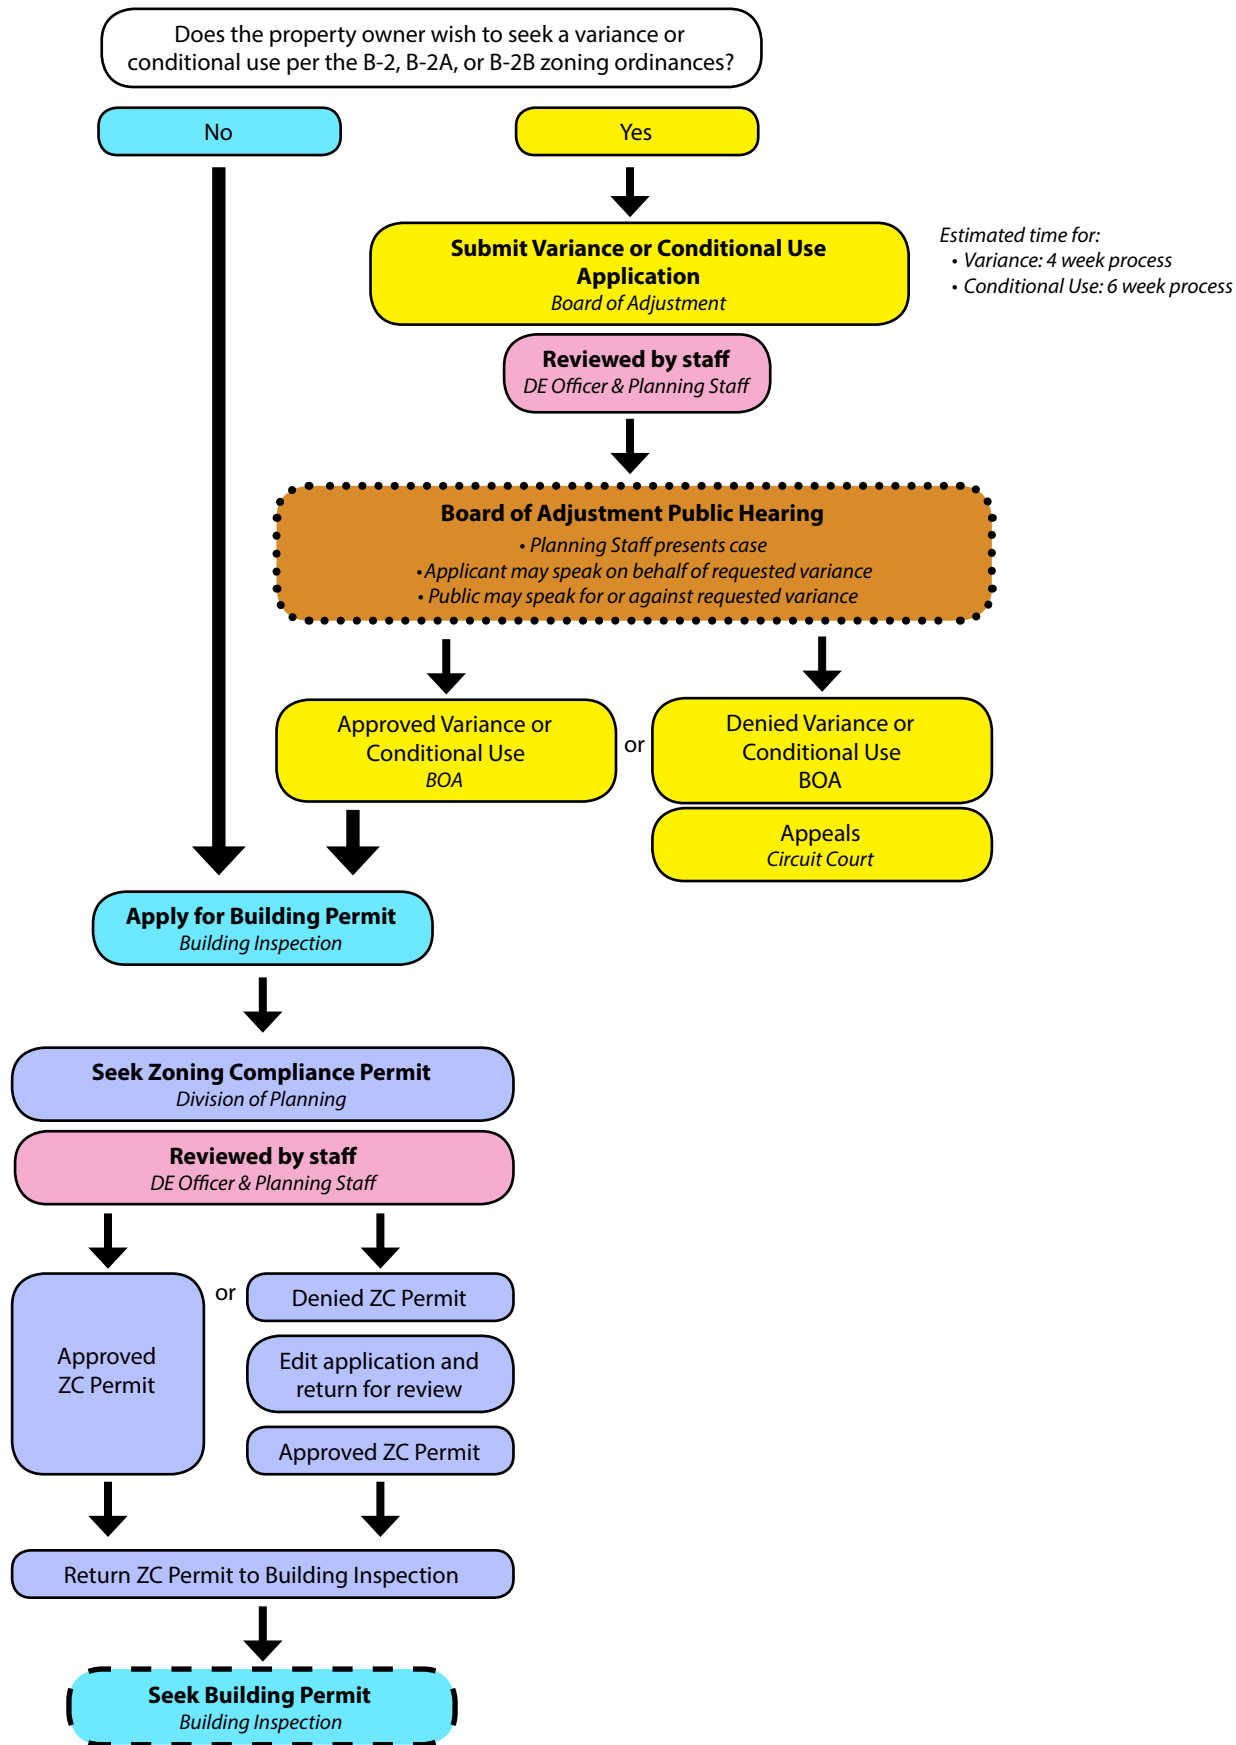 Does the property owner wish to seek a variance or
conditional use per the B-2, B-2A, or B-2B zoning ordinances?
No
Yes
Submit Variance or Conditional Use
Application
Board of Adjustment
Estimated time for:
• Variance: 4 week process
• Conditional Use: 6 week process
Reviewed by staff
DE Officer & Planning Staff
Board of Adjustment Public Hearing
• Planning Staff presents case
• Applicant may speak on behalf of requested variance
• Public may speak for or against requested variance
Approved Variance or
Conditional Use
BOA
or
Denied Variance or
Conditional Use
BOA
Appeals
Circuit Court
Apply for Building Permit
Building Inspection
Seek Zoning Compliance Permit
Division of Planning
Reviewed by staff
DE Officer & Planning Staff
Approved
ZC Permit
or
Denied ZC Permit
Edit application and
return for review
Approved ZC Permit
Return ZC Permit to Building Inspection
Seek Building Permit
Building Inspection